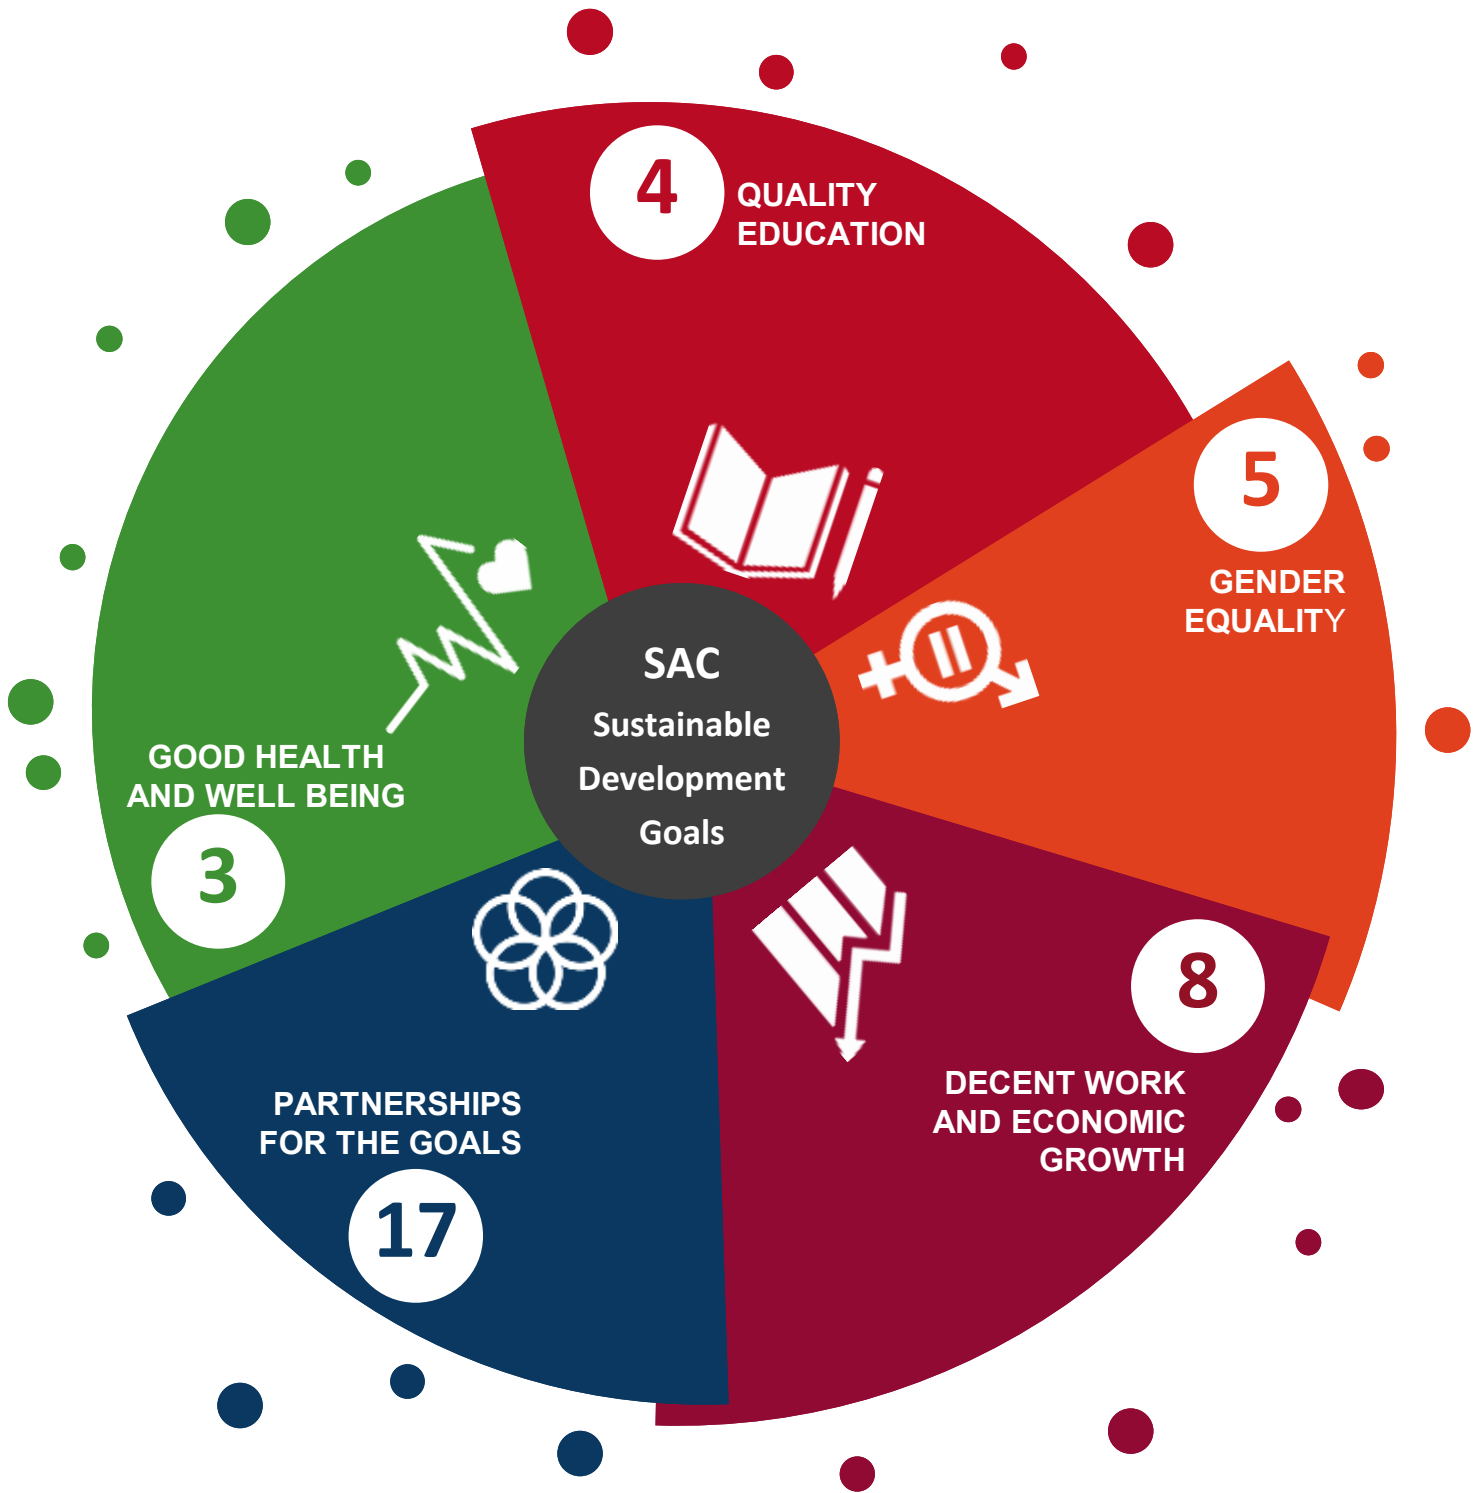 4
QUALITY
EDUCATION
5
GENDER
EQUALITY
SAC
Sustainable
Development
Goals
GOOD HEALTH
AND WELL BEING
3
8
DECENT WORK
AND ECONOMIC
GROWTH
PARTNERSHIPS
FOR THE GOALS
17